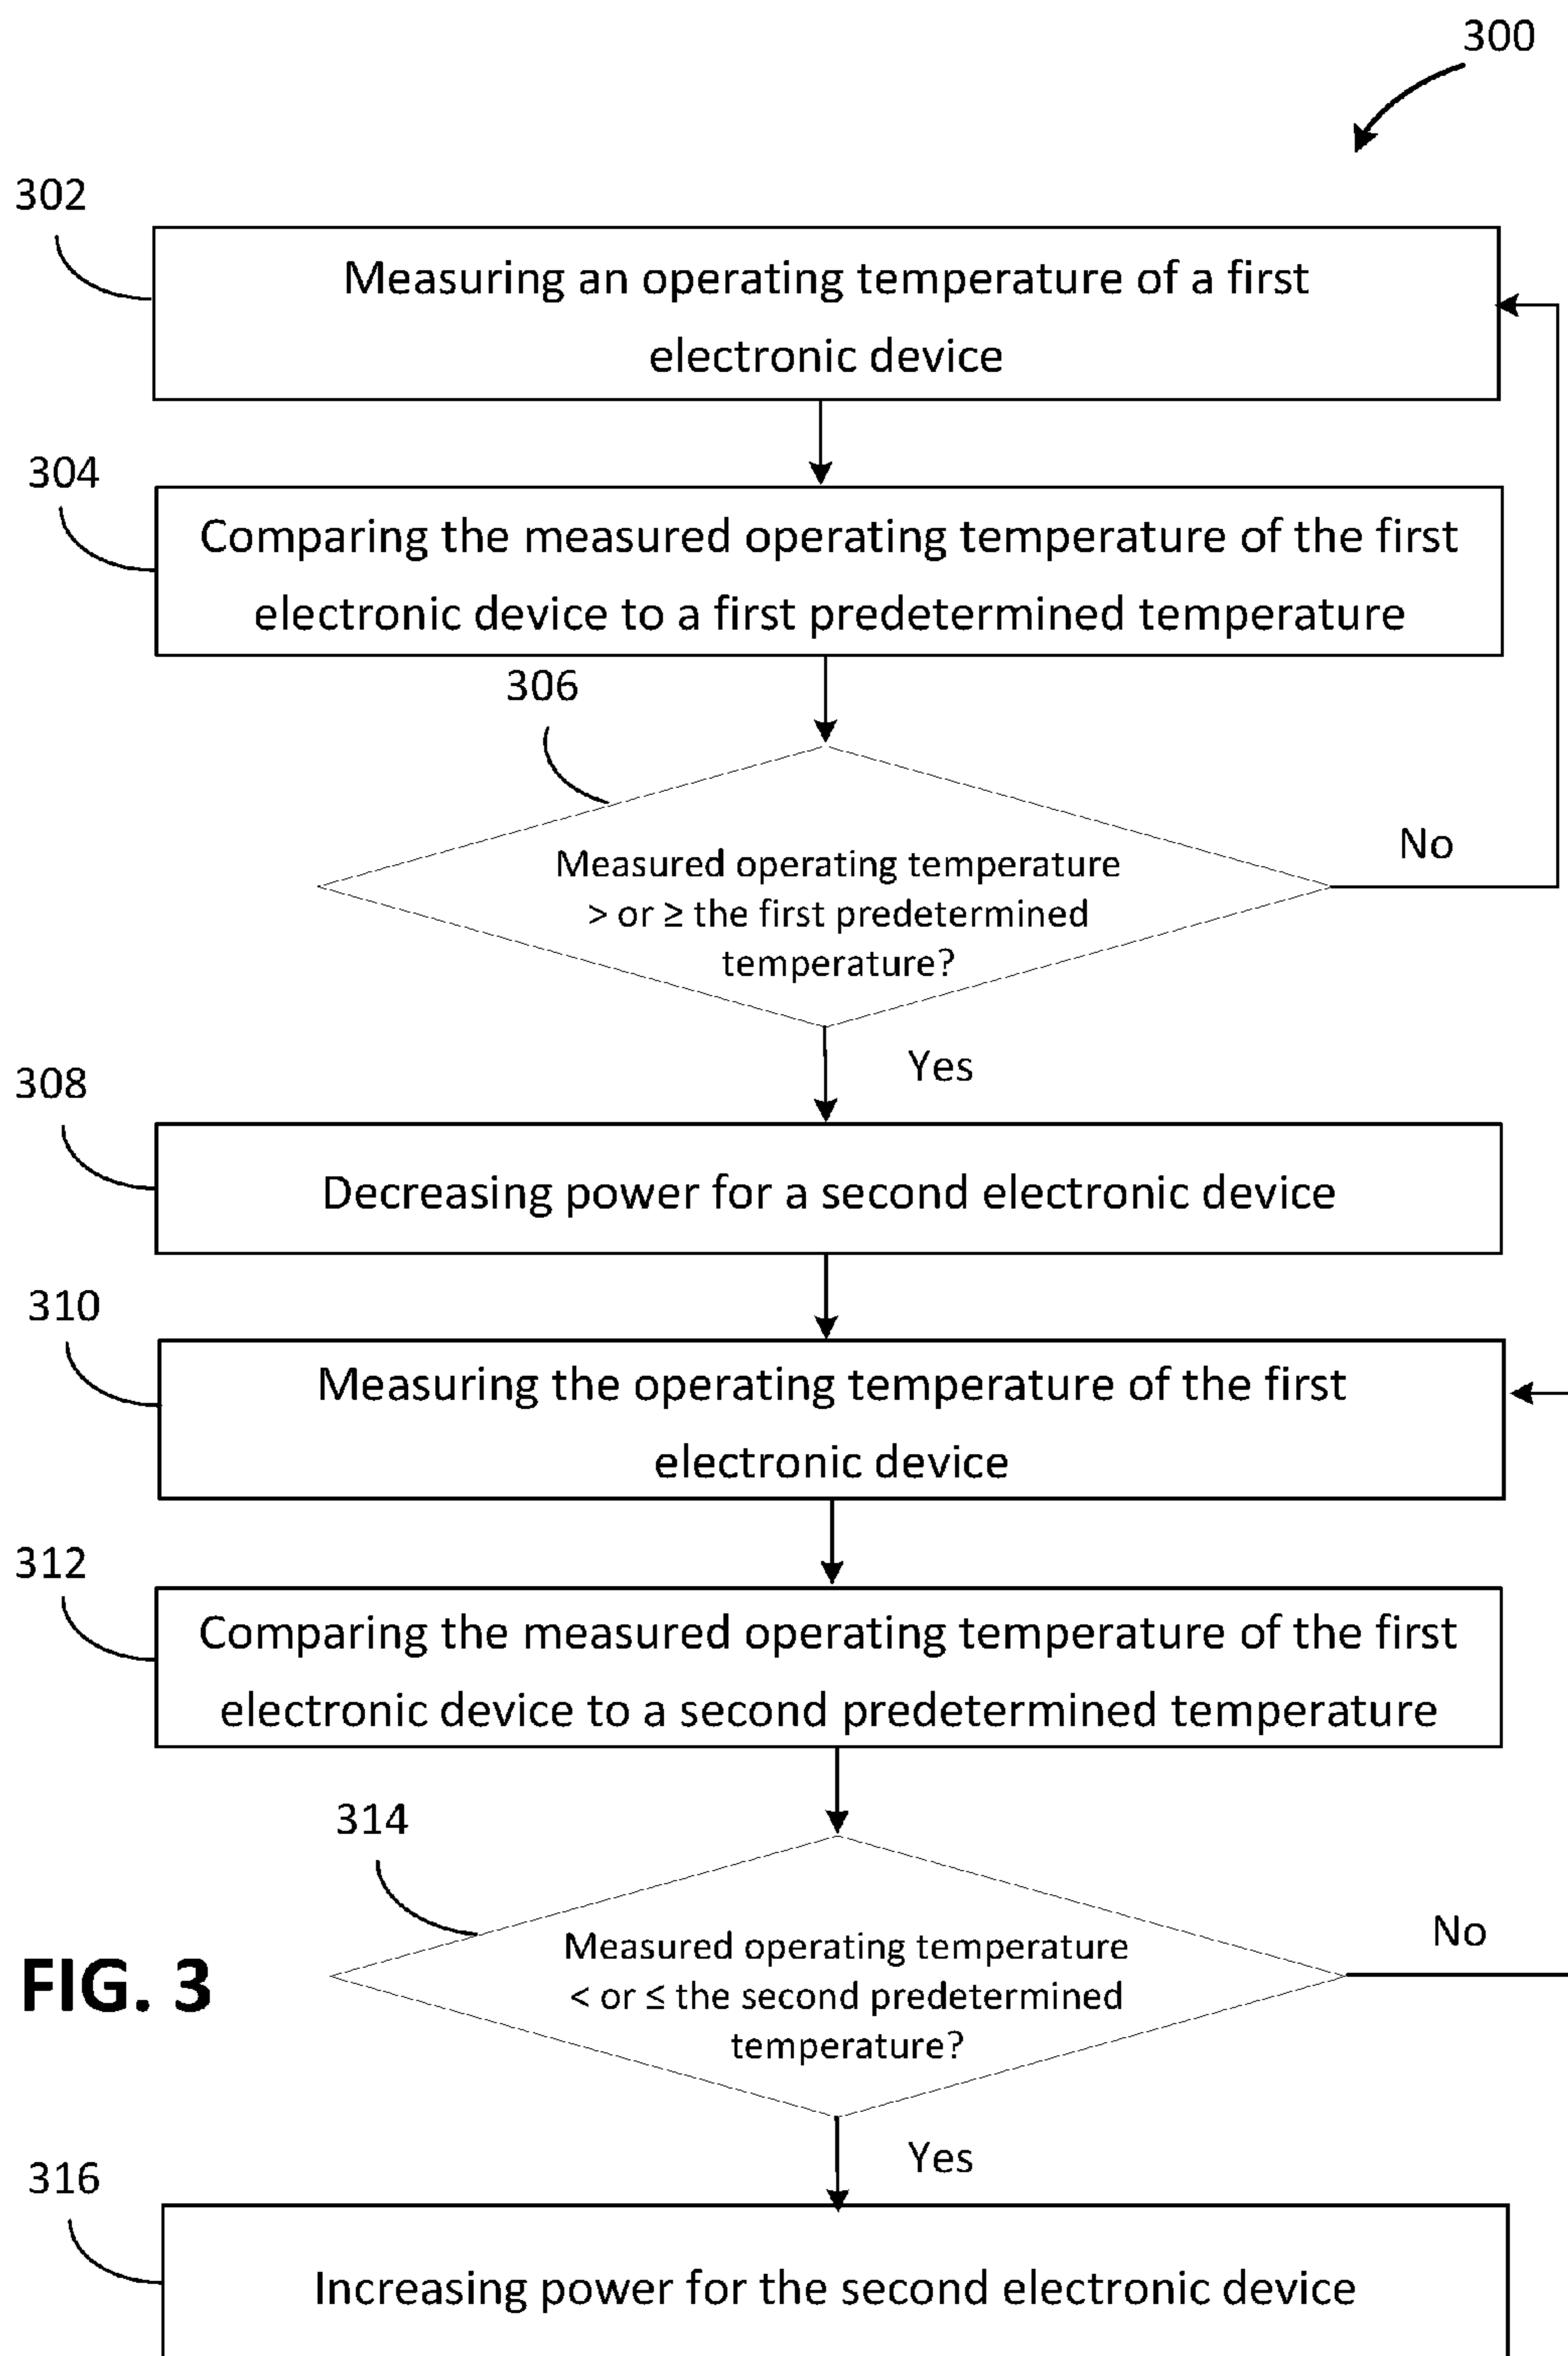 300
302
Measuring an operating temperature of a first
electronic device
304
Comparing the measured operating temperature of the first
electronic device to a first predetermined temperature
306
Measured operating temperature
> or ≥ the first predetermined
temperature?
No
Yes
308
Decreasing power for a second electronic device
310
Measuring the operating temperature of the first
electronic device
312
Comparing the measured operating temperature of the first
electronic device to a second predetermined temperature
314
Measured operating temperature
< or ≤ the second predetermined
temperature?
No
FIG. 3
Yes
316
Increasing power for the second electronic device